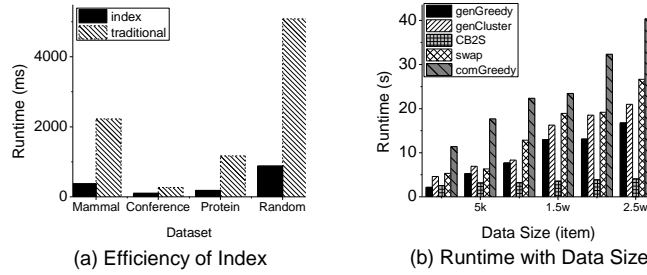 index
traditional
4000
2000
0
Runtime (ms)
Mammal Conference Protein Random
Dataset
(a) Efficiency of Index
genGreedy
genCluster
CB2S
swap
comGreedy
40
30
20
10
0
Runtime (s)
5k 1.5w 2.5w
Data Size (item)
(b) Runtime with Data Size